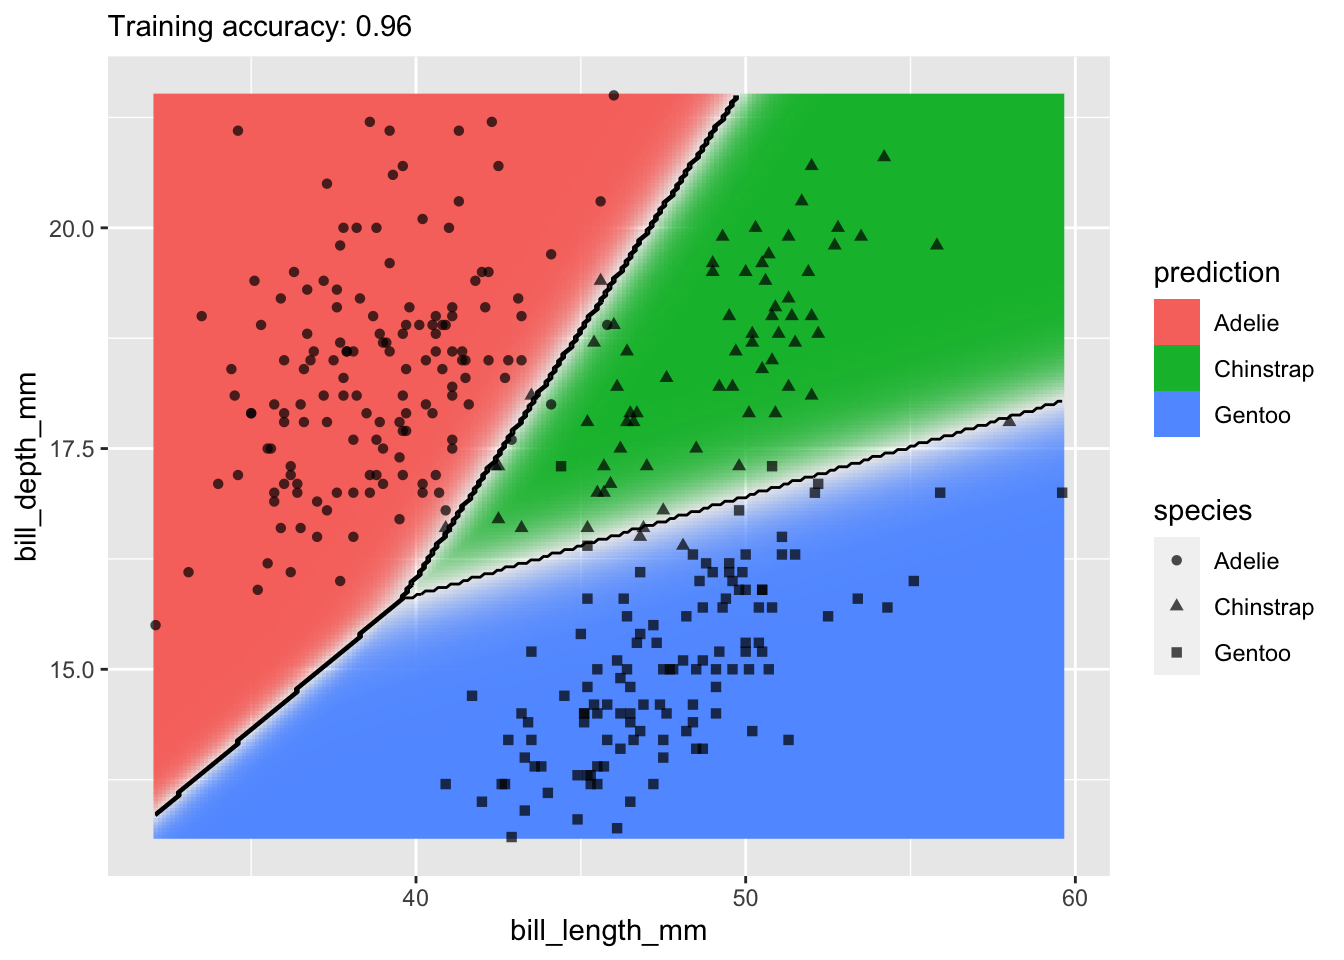 Training accuracy: 0.96
bill_depth_mm
20.0
17.5
15.0
40
50
60
bill_length_mm
prediction
Adelie
Chinstrap
Gentoo
species
Adelie
Chinstrap
Gentoo